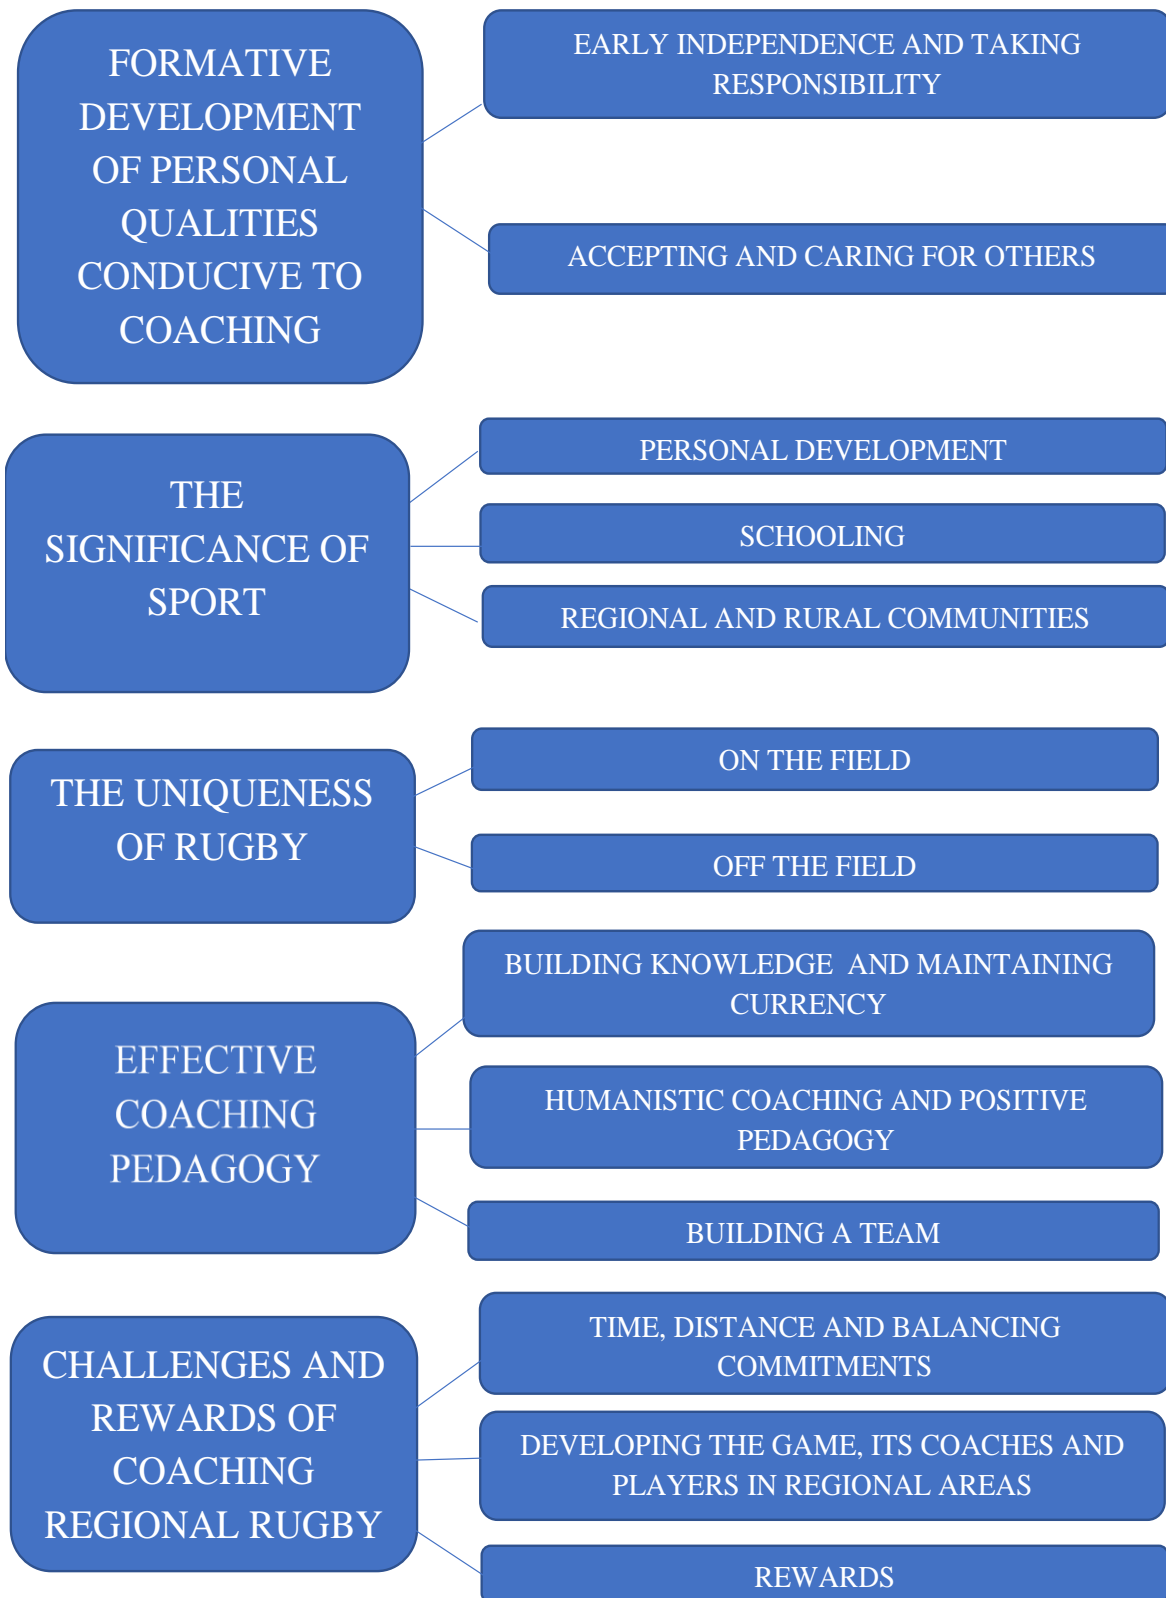 FORMATIVE
DEVELOPMENT
OF PERSONAL
QUALITIES
CONDUCIVE TO
COACHING
EARLY INDEPENDENCE AND TAKING
RESPONSIBILITY
ACCEPTING AND CARING FOR OTHERS
THE
SIGNIFICANCE OF
SPORT
PERSONAL DEVELOPMENT
SCHOOLING
REGIONAL AND RURAL COMMUNITIES
THE UNIQUENESS
OF RUGBY
ON THE FIELD
OFF THE FIELD
EFFECTIVE
COACHING
PEDAGOGY
BUILDING KNOWLEDGE AND MAINTAINING
CURRENCY
HUMANISTIC COACHING AND POSITIVE
PEDAGOGY
BUILDING A TEAM
CHALLENGES AND
REWARDS OF
COACHING
REGIONAL RUGBY
TIME, DISTANCE AND BALANCING
COMMITMENTS
DEVELOPING THE GAME, ITS COACHES AND
PLAYERS IN REGIONAL AREAS
REWARDS